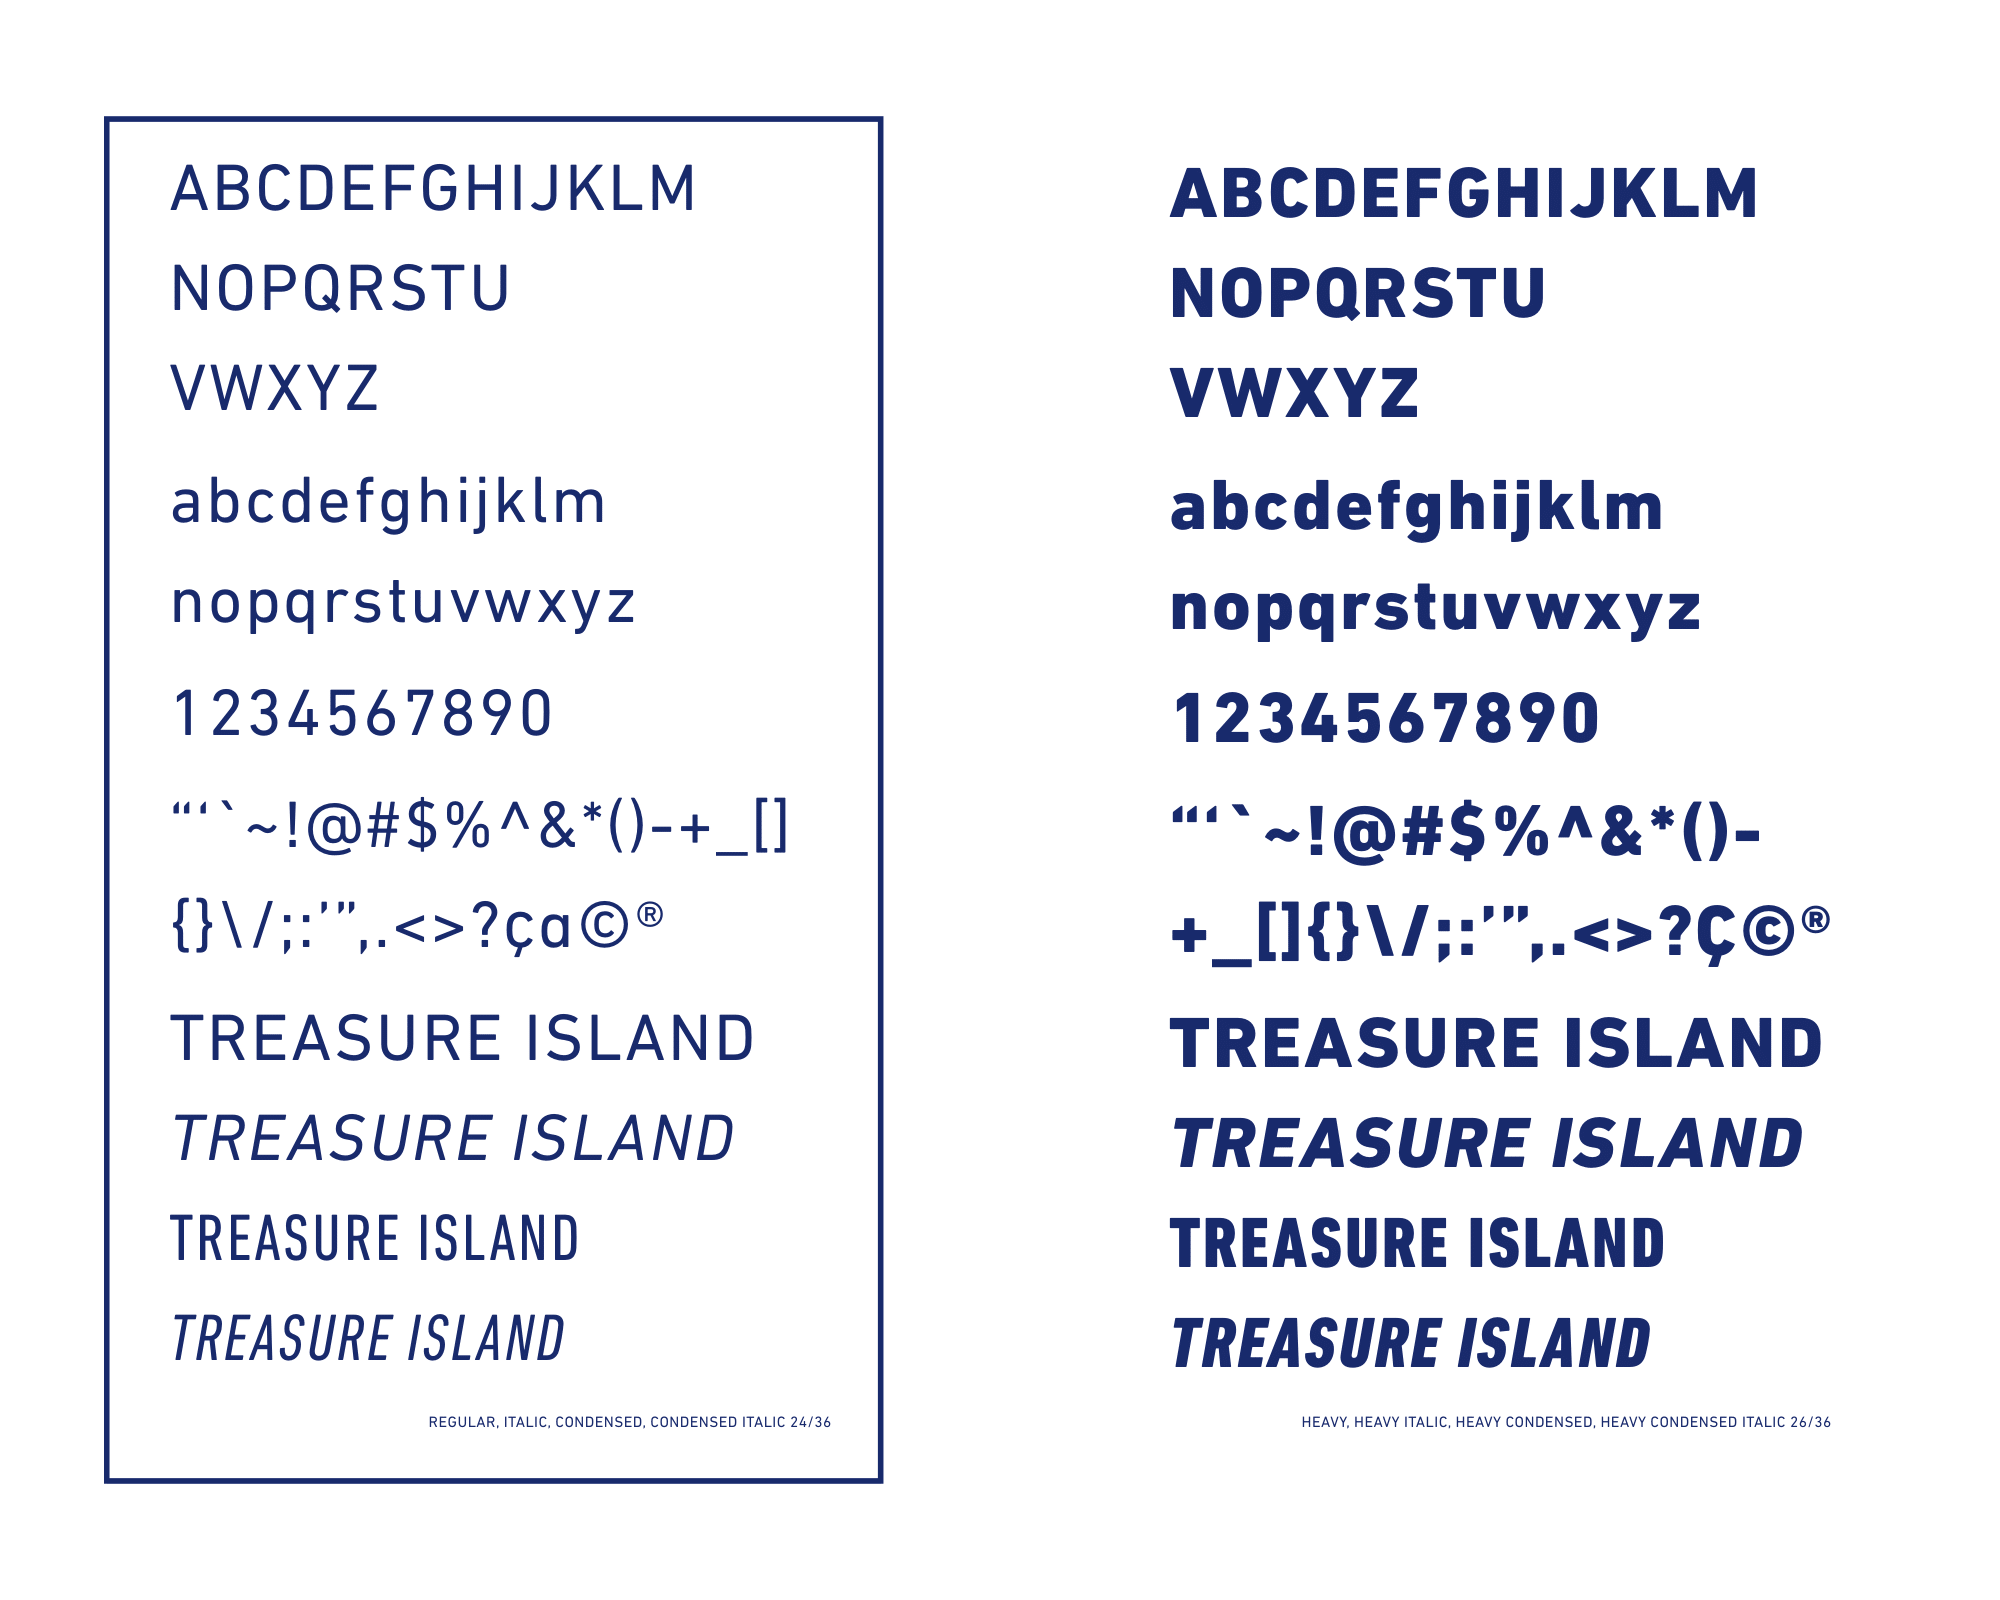 ABCDEFGHIJKLM
NOPQRSTU
VWXYZ
abcdefghijklm
nopqrstuvwxyz
1234567890
“‘`~!@#$%^&*()-+_[]
{}\/;:’”,.<>?çɑ©®
TREASURE ISLAND
TREASURE ISLAND
TREASURE ISLAND
TREASURE ISLAND
REGULAR, ITALIC, CONDENSED, CONDENSED ITALIC 24/36
ABCDEFGHIJKLM
NOPQRSTU
VWXYZ
abcdefghijklm
nopqrstuvwxyz
1234567890
“‘`~!@#$%^&*()-
+_[]{}\/;:’”,.<>?Ç©®
TREASURE ISLAND
TREASURE ISLAND
TREASURE ISLAND
TREASURE ISLAND
HEAVY, HEAVY ITALIC, HEAVY CONDENSED, HEAVY CONDENSED ITALIC 26/36